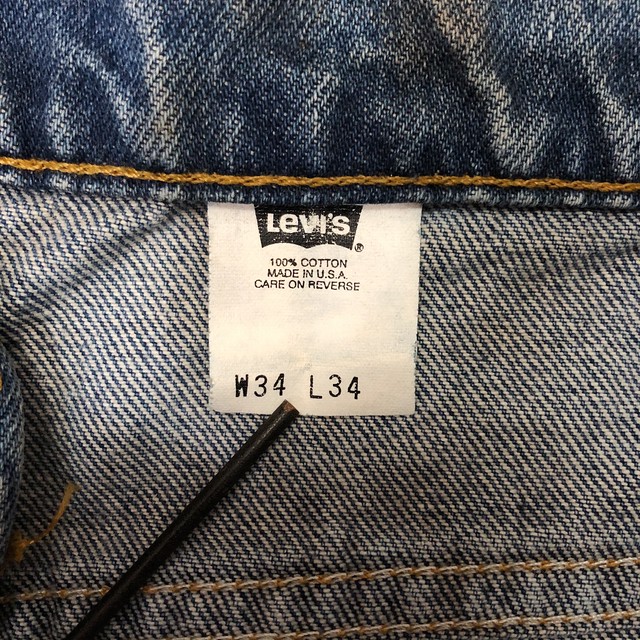 Levi's ®
100% COTTON
MADE IN U.S.A.
CARE ON REVERSE
W34 L34